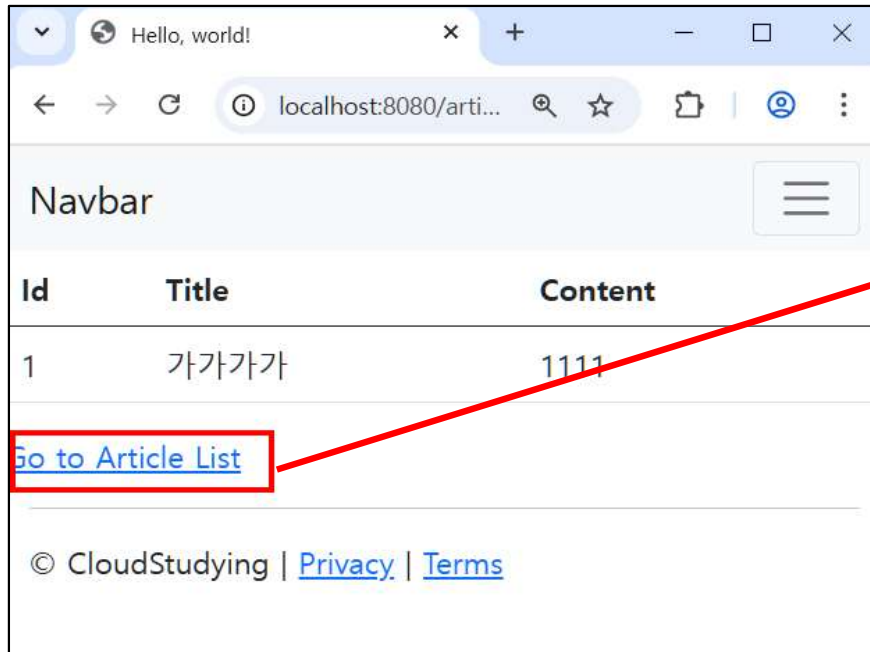 Hello, world!
localhost:8080/arti...
Navbar
Id Title Content
1 가가가가 1111
Go to Article List
© CloudStudying | Privacy | Terms